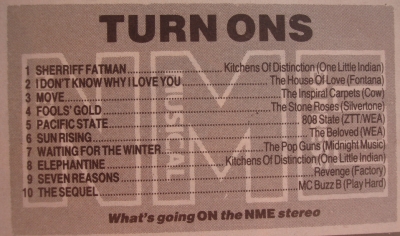 TURN ONS
1 SHERRIFF FATMAN Kitchens Of Distinction (One Little Indian)
2 I DON'T KNOW WHY I LOVE YOU The House Of Love (Fontana)
3 MOVE The Inspiral Carpets (Cow)
4 FOOLS' GOLD The Stone Roses (Silvertone)
5 PACIFIC STATE 808 State (ZTT/WEA)
6 SUN RISING The Beloved (WEA)
7 WAITING FOR THE WINTER The Pop Guns (Midnight Music)
8 ELEPHANTINE Kitchens Of Distinction (One Little Indian)
9 SEVEN REASONS Revenge (Factory)
10 THE SEQUEL MC Buzz B (Play Hard)
NME
MUSICAL
What's going ON the NME stereo